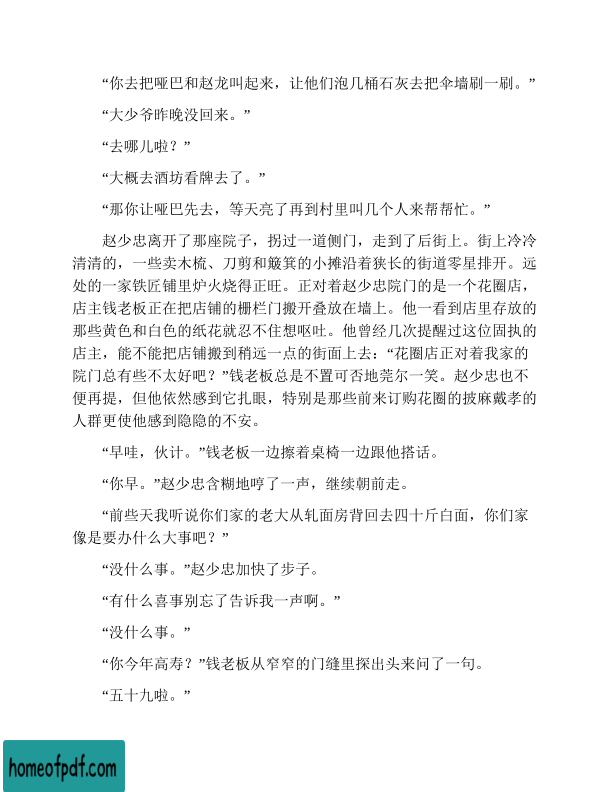 “你去把哑巴和赵龙叫起来，让他们泡几桶石灰去把伞墙刷一刷。”
“大少爷昨晚没回来。”
“去哪儿啦？”
“大概去酒坊看牌去了。”
“那你让哑巴先去，等天亮了再到村里叫几个人来帮帮忙。”
赵少忠离开了那座院子，拐过一道侧门，走到了后街上。街上冷冷
清清的，一些卖木梳、刀剪和簸箕的小摊沿着狭长的街道零星排开。远
处的一家铁匠铺里炉火烧得正旺。正对着赵少忠院门的是一个花圈店，
店主钱老板正在把店铺的栅栏门搬开叠放在墙上。他一看到店里存放的
那些黄色和白色的纸花就忍不住想呕吐。他曾经几次提醒过这位固执的
店主，能不能把店铺搬到稍远一点的街面上去：“花圈店正对着我家的
院门总有些不太好吧？”钱老板总是不置可否地莞尔一笑。赵少忠也不
便再提，但他依然感到它扎眼，特别是那些前来订购花圈的披麻戴孝的
人群更使他感到隐隐的不安。
“早哇，伙计。”钱老板一边擦着桌椅一边跟他搭话。
“你早。”赵少忠含糊地哼了一声，继续朝前走。
“前些天我听说你们家的老大从轧面房背回去四十斤白面，你们家
像是要办什么大事吧？”
“没什么事。”赵少忠加快了步子。
“有什么喜事别忘了告诉我一声啊。”
“没什么事。”
“你今年高寿？”钱老板从窄窄的门缝里探出头来问了一句。
“五十九啦。”
homeofpdf.com